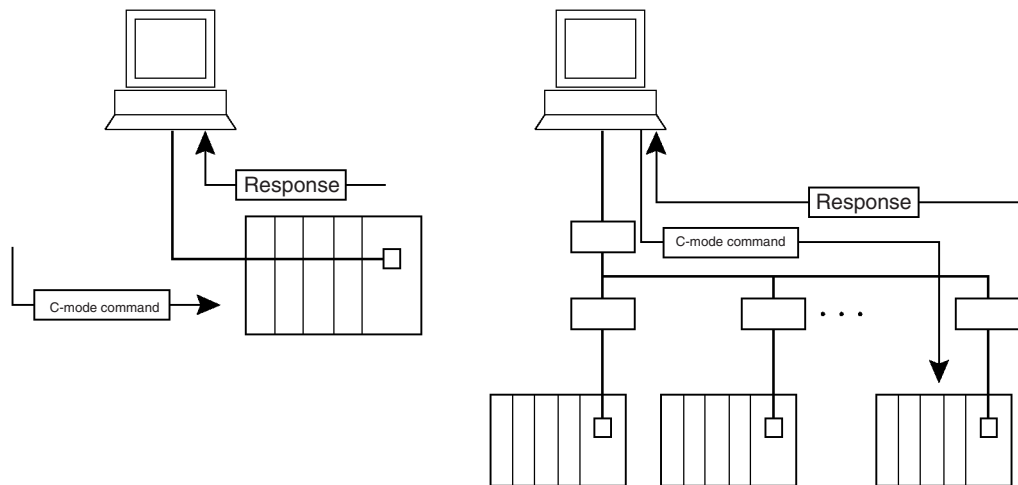 Response
C-mode command
Response
C-mode command
. . .